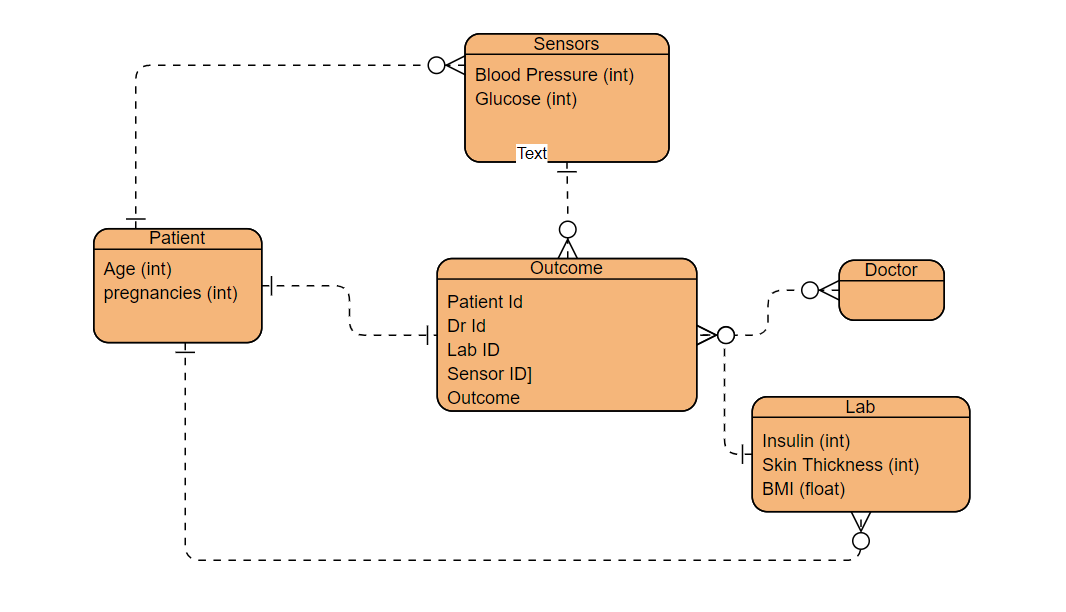 Sensors
Blood Pressure (int)
Glucose (int)
Text
Patient
Age (int)
pregnancies (int)
Outcome
Patient Id
Dr Id
Lab ID
Sensor ID]
Outcome
Doctor
Lab
Insulin (int)
Skin Thickness (int)
BMI (float)